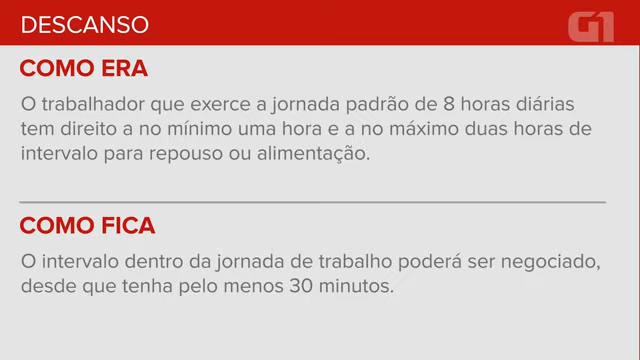 DESCANSO
G1
COMO ERA
O trabalhador que exerce a jornada padrão de 8 horas diárias
tem direito a no mínimo uma hora e a no máximo duas horas de
intervalo para repouso ou alimentação.
COMO FICA
O intervalo dentro da jornada de trabalho poderá ser negociado,
desde que tenha pelo menos 30 minutos.